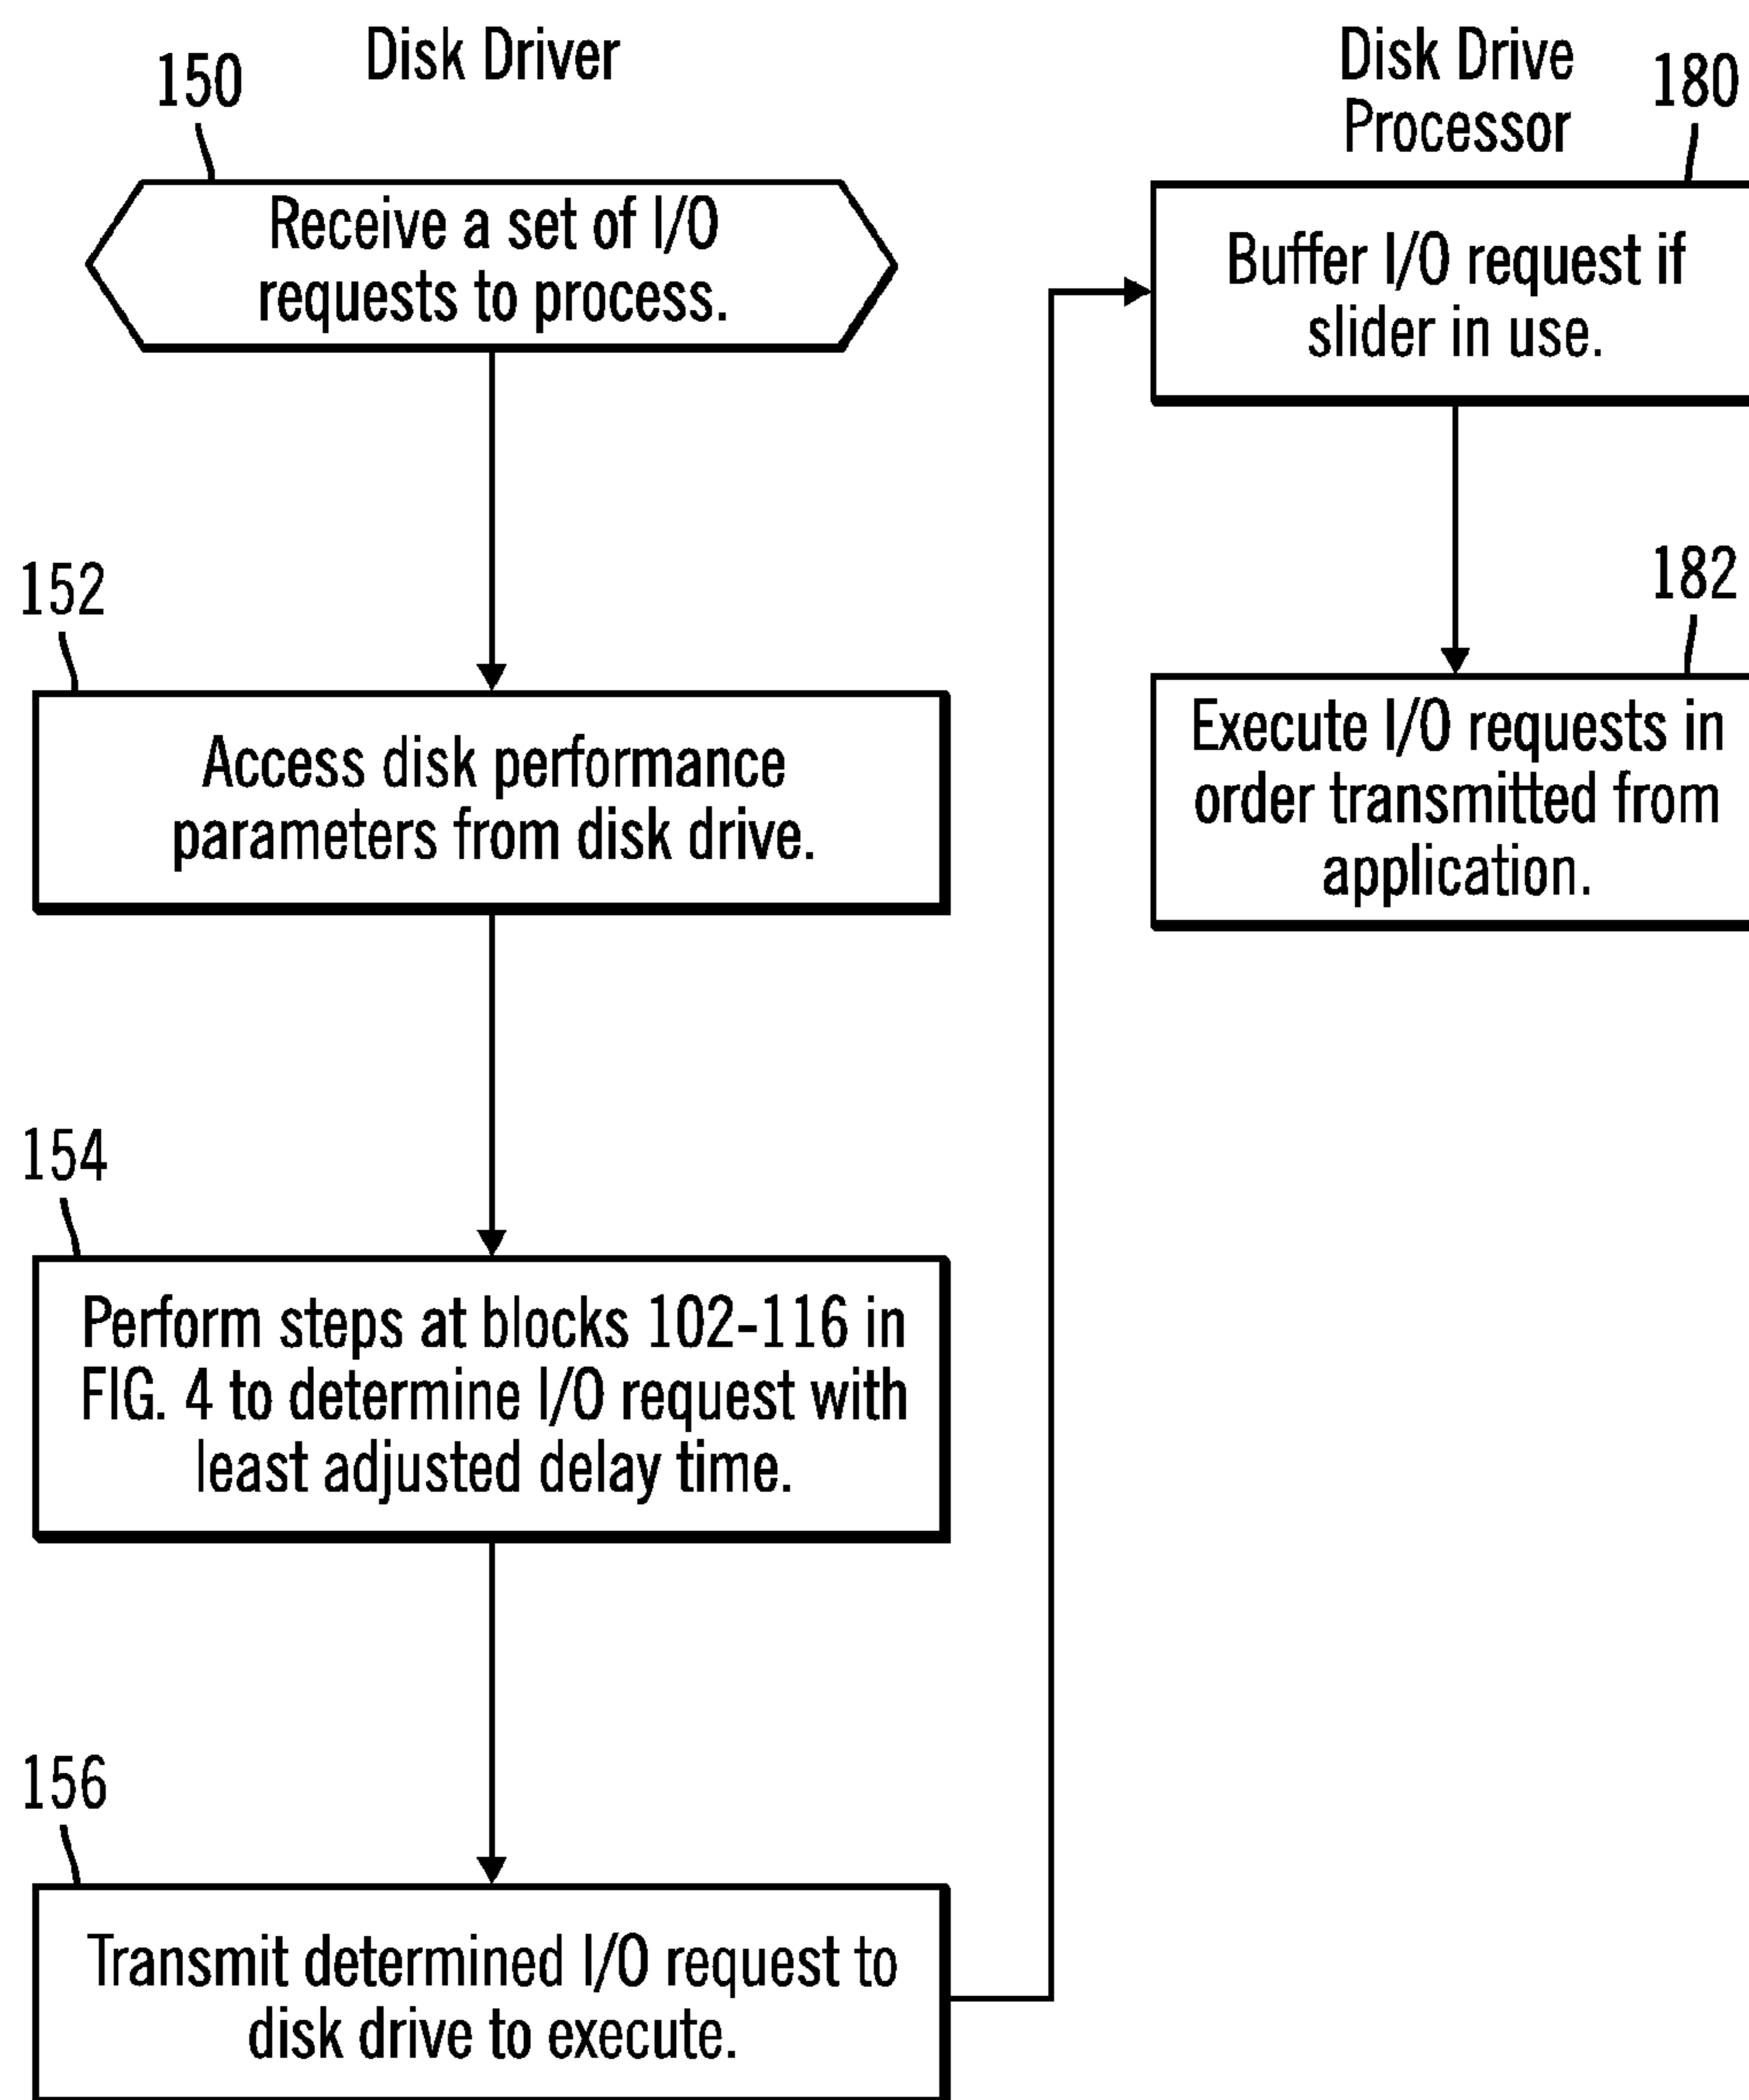 Disk Driver
150
Receive a set of I/O
requests to process.
152
Access disk performance
parameters from disk drive.
154
Perform steps at blocks 102-116 in
FIG. 4 to determine I/O request with
least adjusted delay time.
156
Transmit determined I/O request to
disk drive to execute.
Disk Drive
Processor
180
Buffer I/O request if
slider in use.
182
Execute I/O requests in
order transmitted from
application.